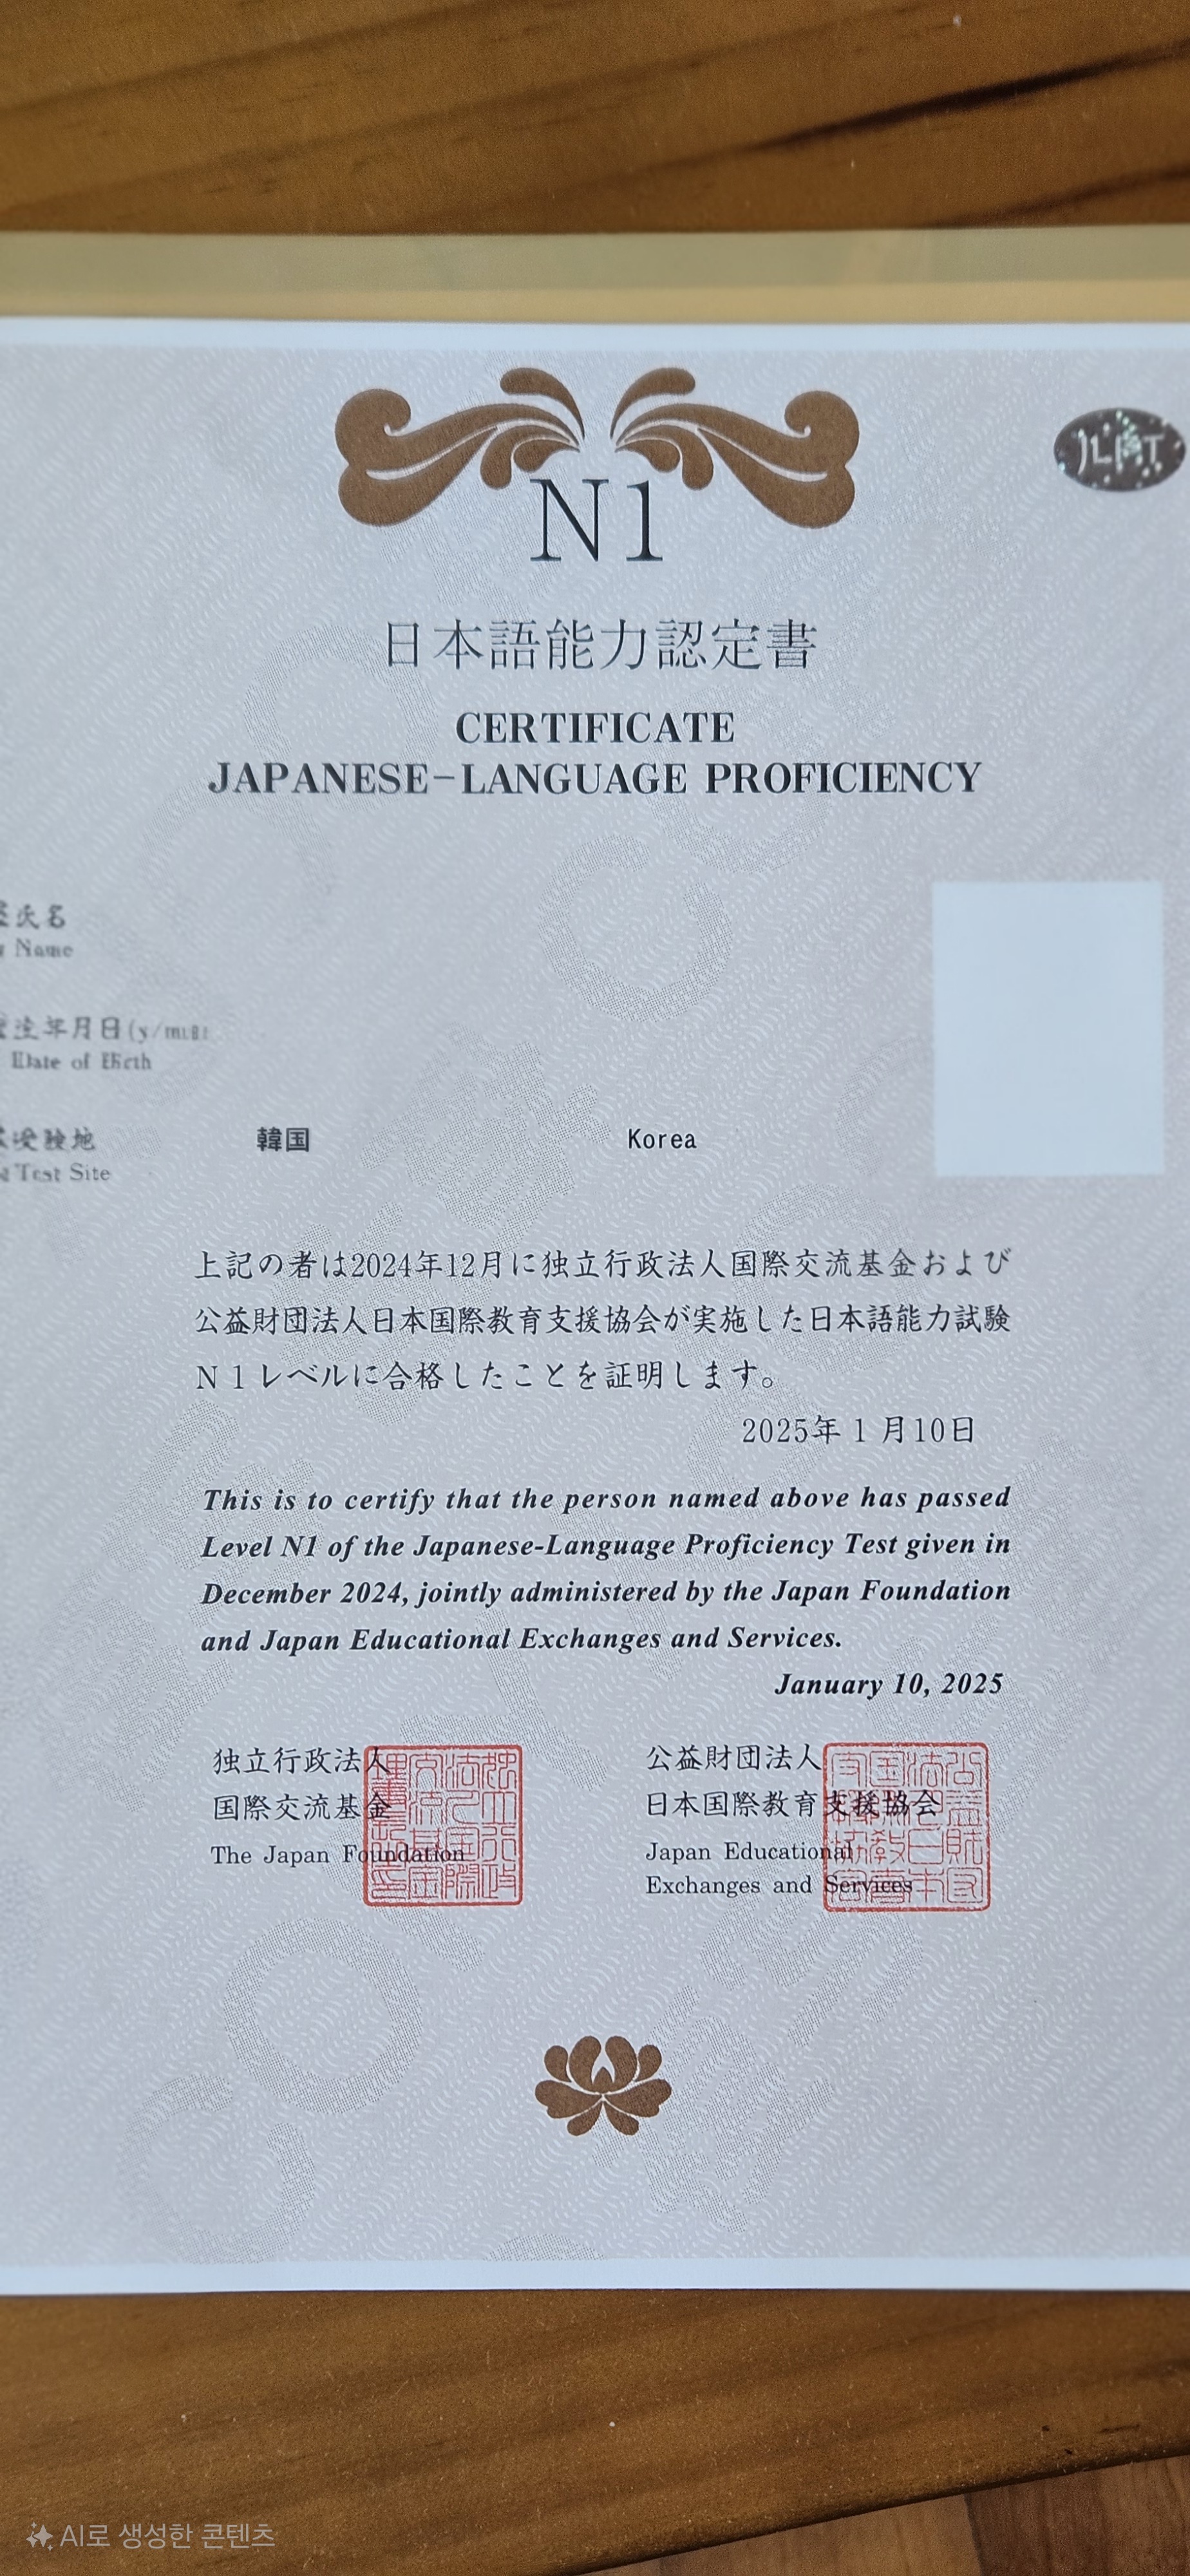 N1
JLPT
日本語能力認定書
CERTIFICATE
JAPANESE-LANGUAGE PROFICIENCY
氏名
Name
生年月日(y/m
Date of
受験地
Test Site
韓国 Korea
上記の者は2024年12月に独立行政法人国際交流基金および
公益財団法人日本国際教育支援協会が実施した日本語能力試験
N1レベルに合格したことを証明します。
2025年1月10日
This is to certify that the person named above has passed
Level N1 of the Japanese-Language Proficiency Test given in
December 2024, jointly administered by the Japan Foundation
and Japan Educational Exchanges and Services.
January 10, 2025
独立行政法人
国際交流基金
The Japan Foundation
公益財団法人
日本国際教育支援協会
Japan Educational
Exchanges and Services
AI로 생성한 콘텐츠